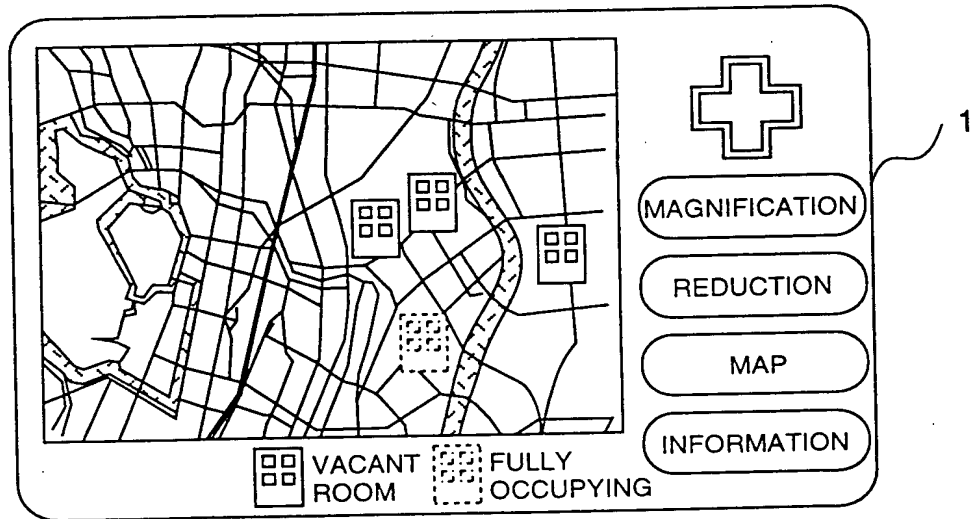 1
MAGNIFICATION
REDUCTION
MAP
INFORMATION
VACANT
ROOM
FULLY
OCCUPYING